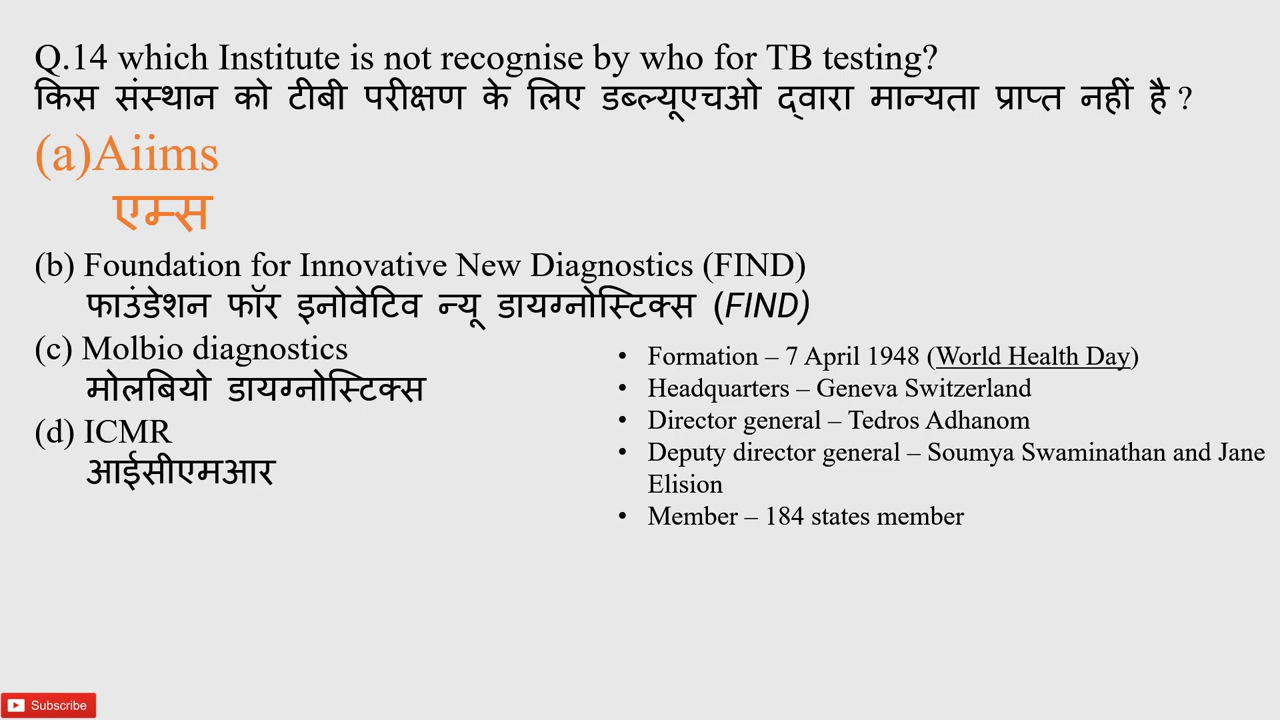 Q.14 which Institute is not recognise by who for TB testing?
किस संस्थान को टीबी परीक्षण के लिए डब्ल्यूएचओ द्वारा मान्यता प्राप्त नहीं है ?
(a)Aiims
एम्स
(b) Foundation for Innovative New Diagnostics (FIND)
फाउंडेशन फॉर इनोवेटिव न्यू डायग्नोस्टिक्स (FIND)
(c) Molbio diagnostics
मोलबियो डायग्नोस्टिक्स
(d) ICMR
आईसीएमआर
• Formation – 7 April 1948 (World Health Day)
• Headquarters – Geneva Switzerland
• Director general – Tedros Adhanom
• Deputy director general – Soumya Swaminathan and Jane
Elision
• Member – 184 states member
Subscribe